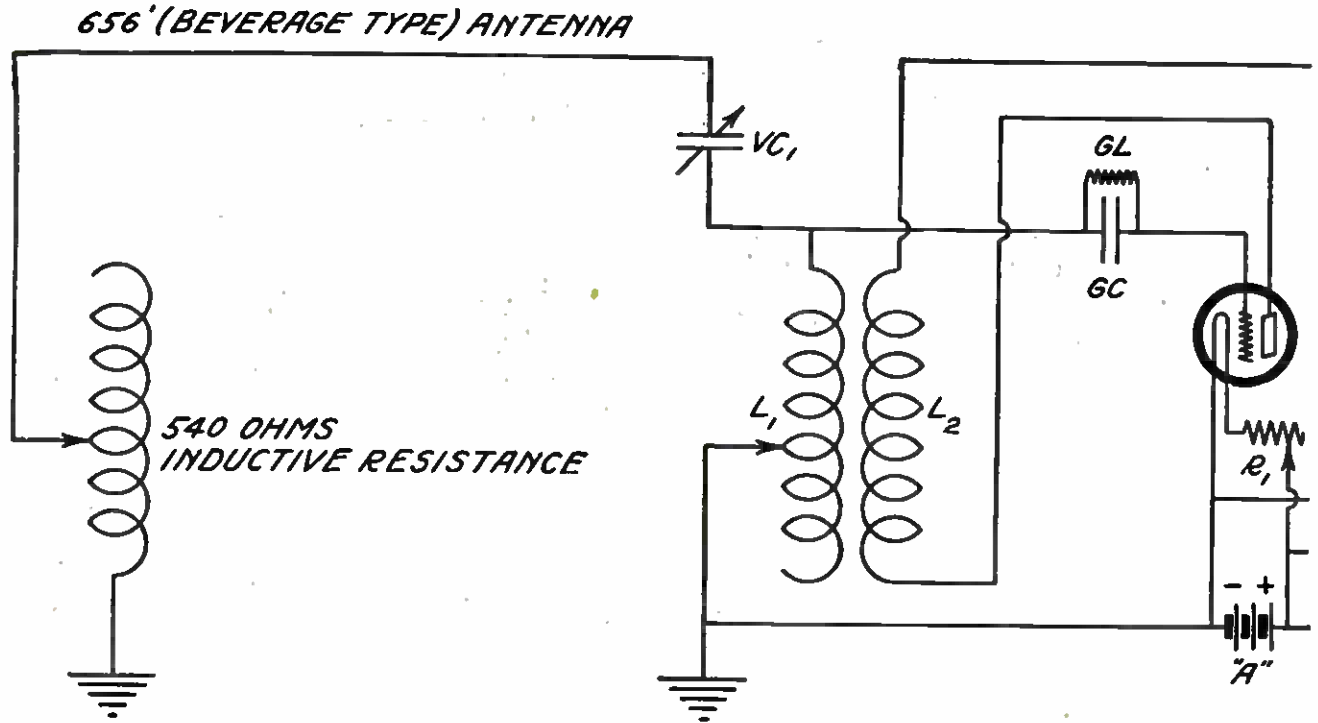 656' (BEVERAGE TYPE) ANTENNA
VC₁
GL
GC
L₁
L₂
540 OHMS
INDUCTIVE RESISTANCE
R₁
- +
"A"